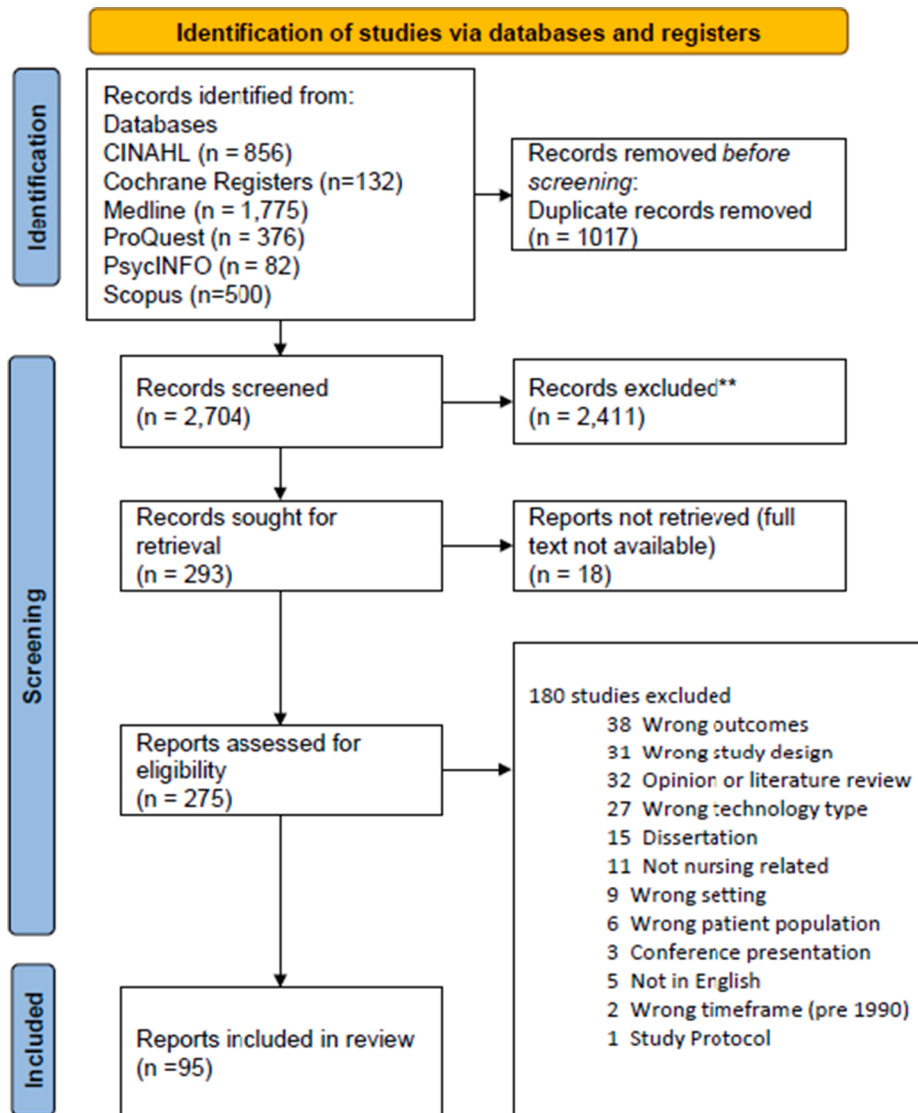 Identification of studies via databases and registers
Identification
Records identified from:
Databases
CINAHL (n = 856)
Cochrane Registers (n=132)
Medline (n = 1,775)
ProQuest (n = 376)
PsycINFO (n = 82)
Scopus (n=500)
Records removed before
screening:
Duplicate records removed
(n = 1017)
Screening
Records screened
(n = 2,704)
Records excluded**
(n = 2,411)
Records sought for
retrieval
(n = 293)
Reports not retrieved (full
text not available)
(n = 18)
Reports assessed for
eligibility
(n = 275)
180 studies excluded
38 Wrong outcomes
31 Wrong study design
32 Opinion or literature review
27 Wrong technology type
15 Dissertation
11 Not nursing related
9 Wrong setting
6 Wrong patient population
3 Conference presentation
5 Not in English
2 Wrong timeframe (pre 1990)
1 Study Protocol
Included
Reports included in review
(n =95)